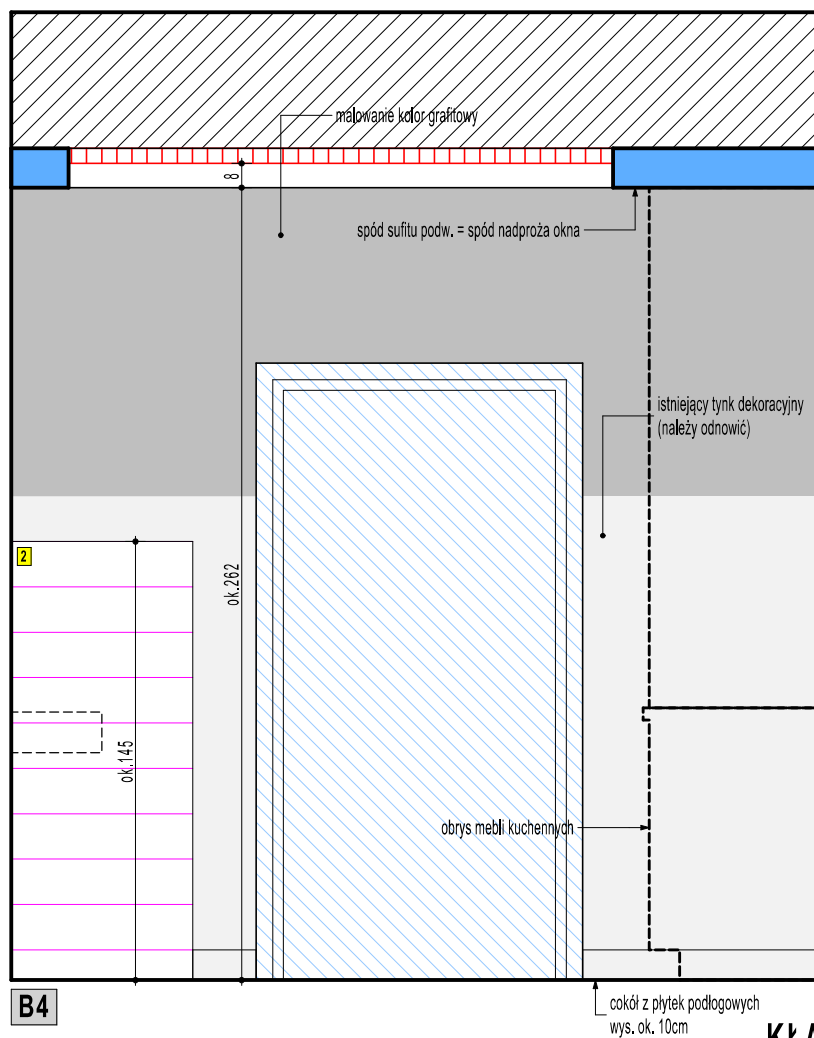 malowanie kolor grafitowy
8
spód sufitu podw. = spód nadproża okna
istniejący tynk dekoracyjny
(należy odnowić)
2
ok.262
ok.145
obrys mebli kuchennych
B4
cokół z płytek podłogowych
wys. ok. 10cm